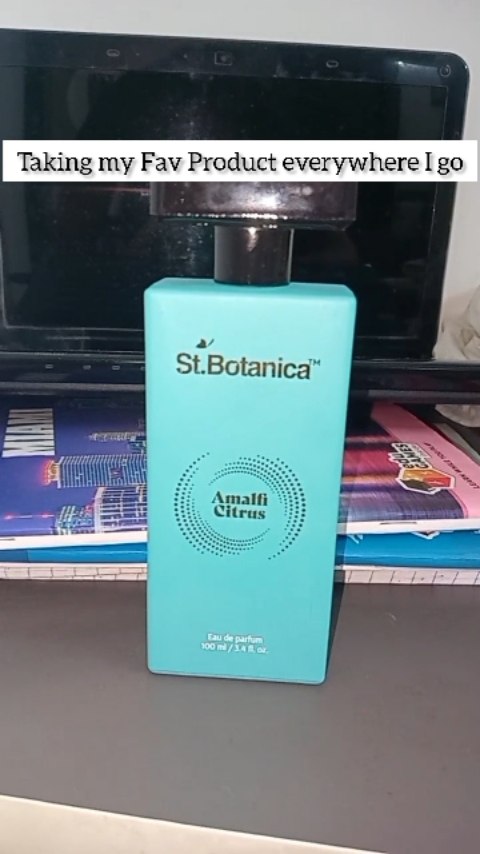 Taking my Fav Product everywhere I go
St.Botanica™
MIAMI
Amalfi
Citrus
Eau de parfum
100 ml / 3.4 fl. oz.